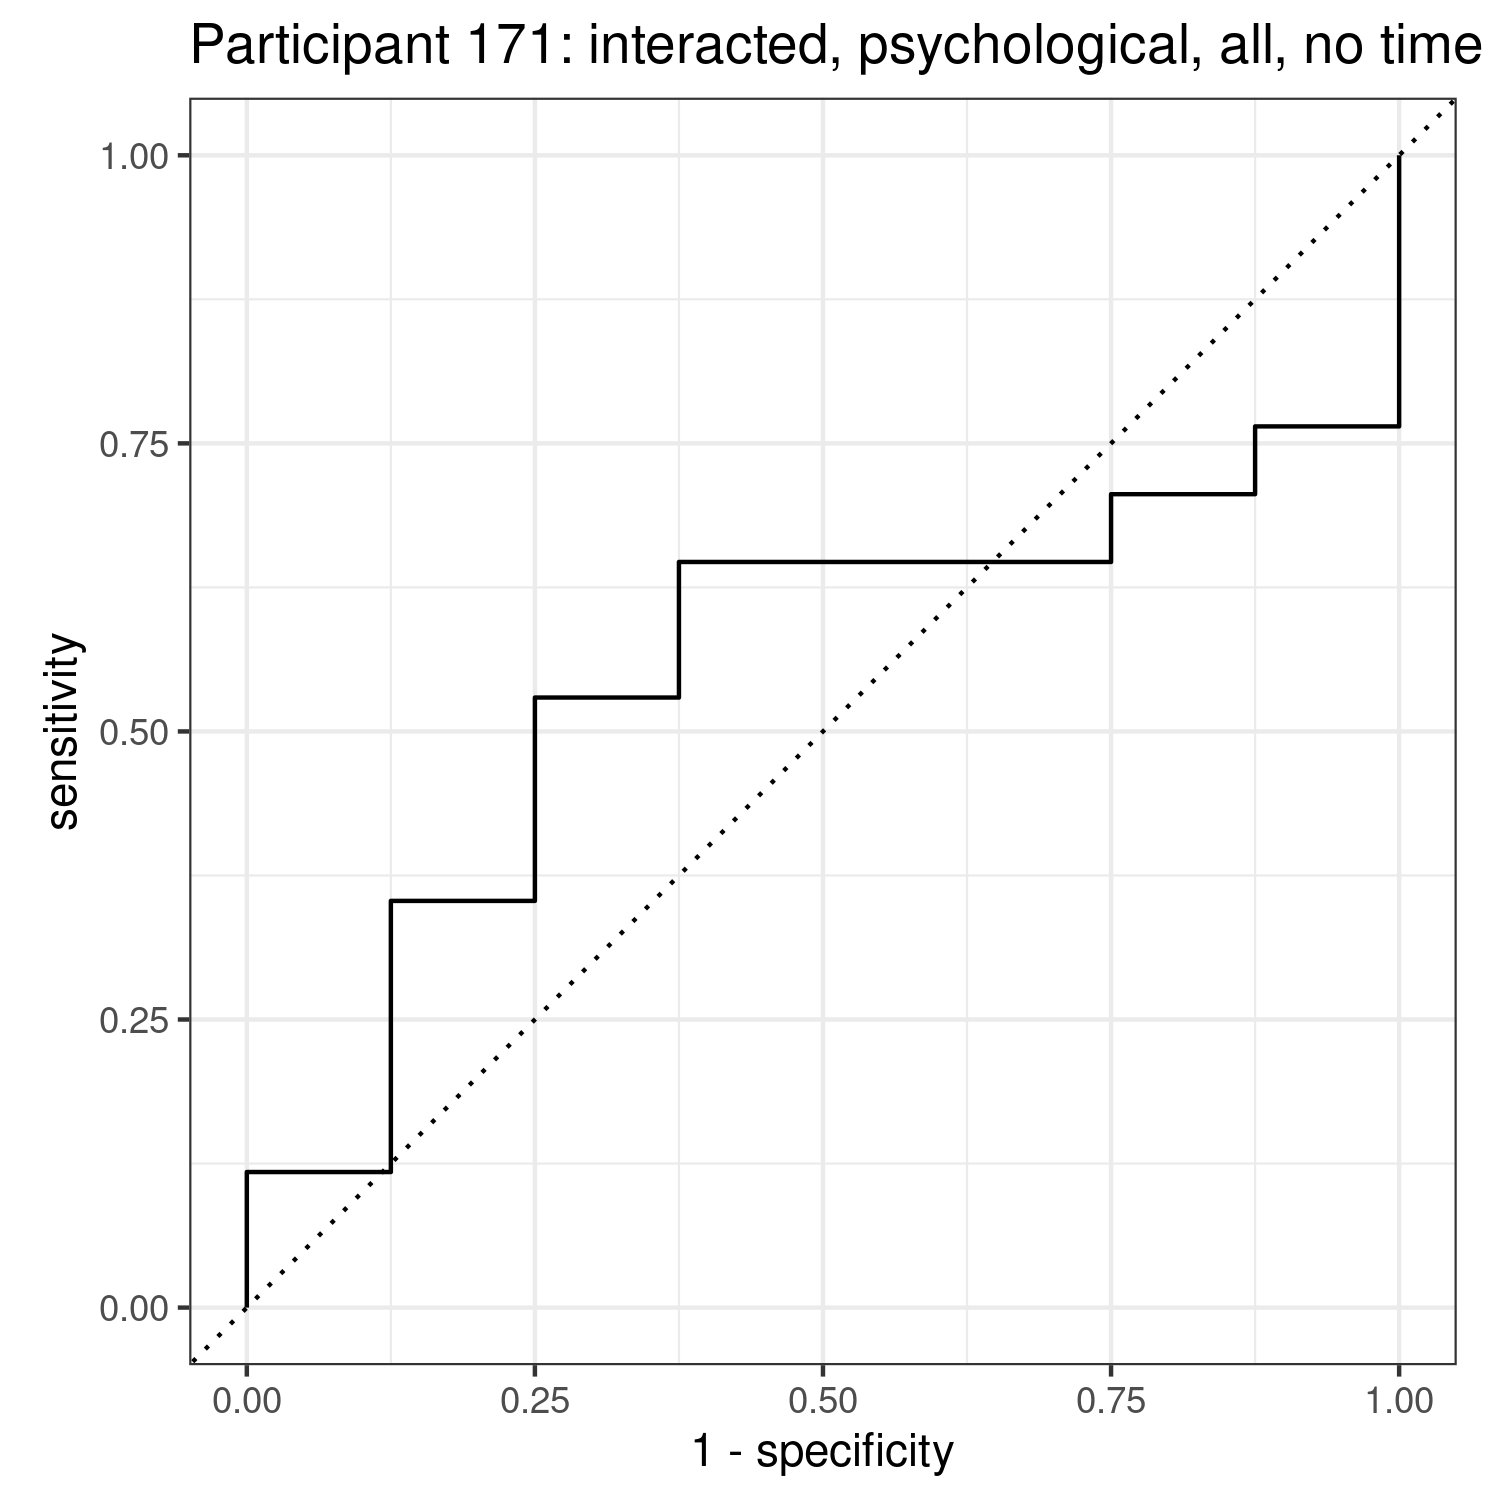 Participant 171: interacted, psychological, all, no time
1.00
0.75
0.50
0.25
0.00
sensitivity
0.00 0.25 0.50 0.75 1.00
1 - specificity